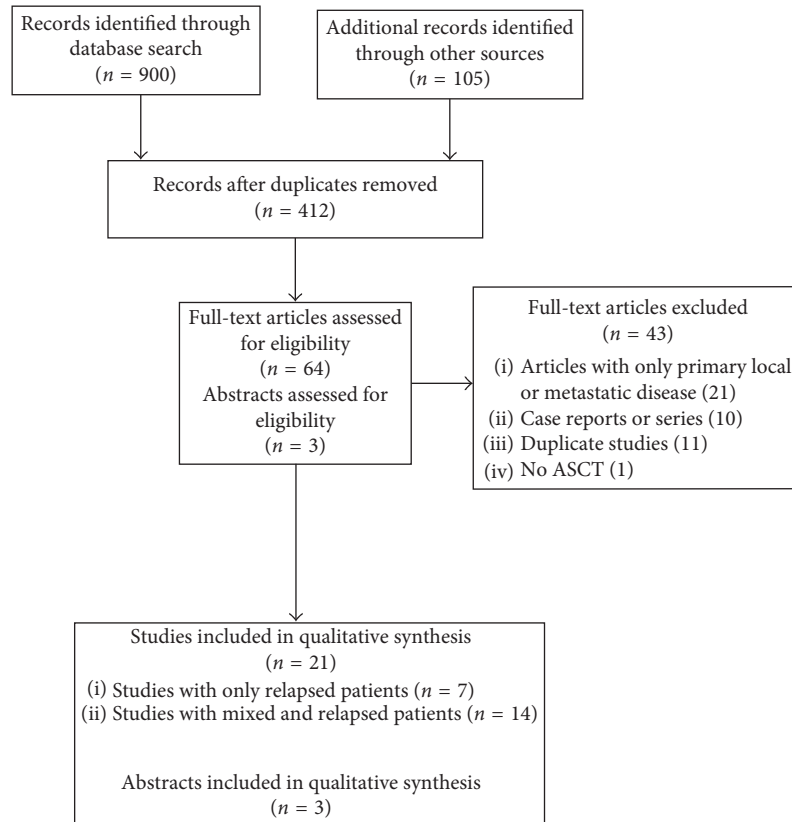 Records identified through
database search
(n = 900)
Additional records identified
through other sources
(n = 105)
Records after duplicates removed
(n = 412)
Full-text articles assessed
for eligibility
(n = 64)
Abstracts assessed for
eligibility
(n = 3)
Full-text articles excluded
(n = 43)
(i) Articles with only primary local
or metastatic disease (21)
(ii) Case reports or series (10)
(iii) Duplicate studies (11)
(iv) No ASCT (1)
Studies included in qualitative synthesis
(n = 21)
(i) Studies with only relapsed patients (n = 7)
(ii) Studies with mixed and relapsed patients (n = 14)
Abstracts included in qualitative synthesis
(n = 3)